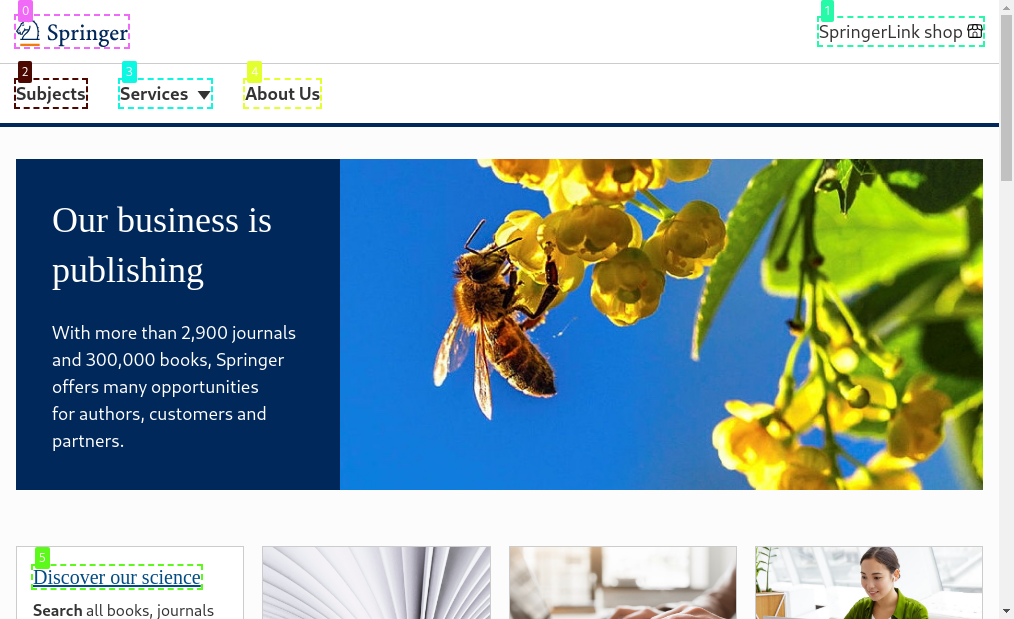 Springer
SpringerLink shop
Subjects
Services
About Us
Our business is
publishing
With more than 2,900 journals
and 300,000 books, Springer
offers many opportunities
for authors, customers and
partners.
Discover our science
Search all books, journals
0
1
2
3
4
5